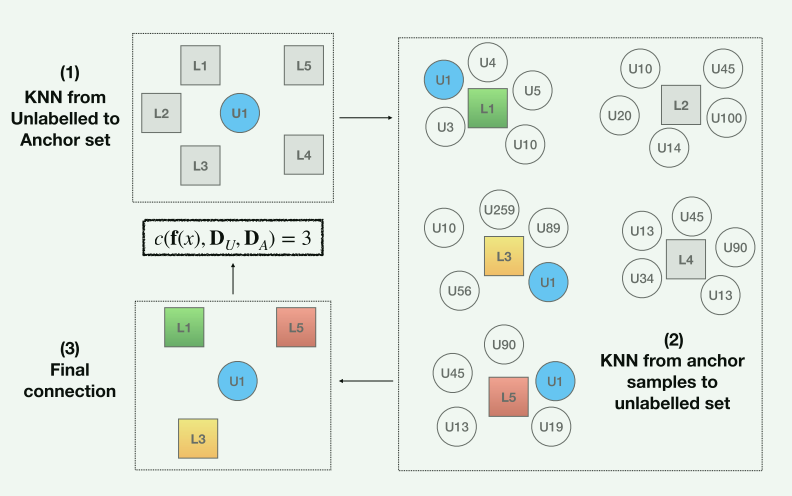 (1)
KNN from
Unlabelled to
Anchor set
L1
L5
L2
U1
L3
L4
U4
U1
U5
L1
U3
U10
U10
U45
L2
U20
U100
U14
U259
U10
U89
L3
U1
U56
U45
U13
U90
L4
U34
U13
U90
U45
U1
L5
U13
U19
(2)
KNN from anchor
samples to
unlabelled set
c(f(x), D_U, D_A) = 3
(3)
Final
connection
L1
L5
U1
L3